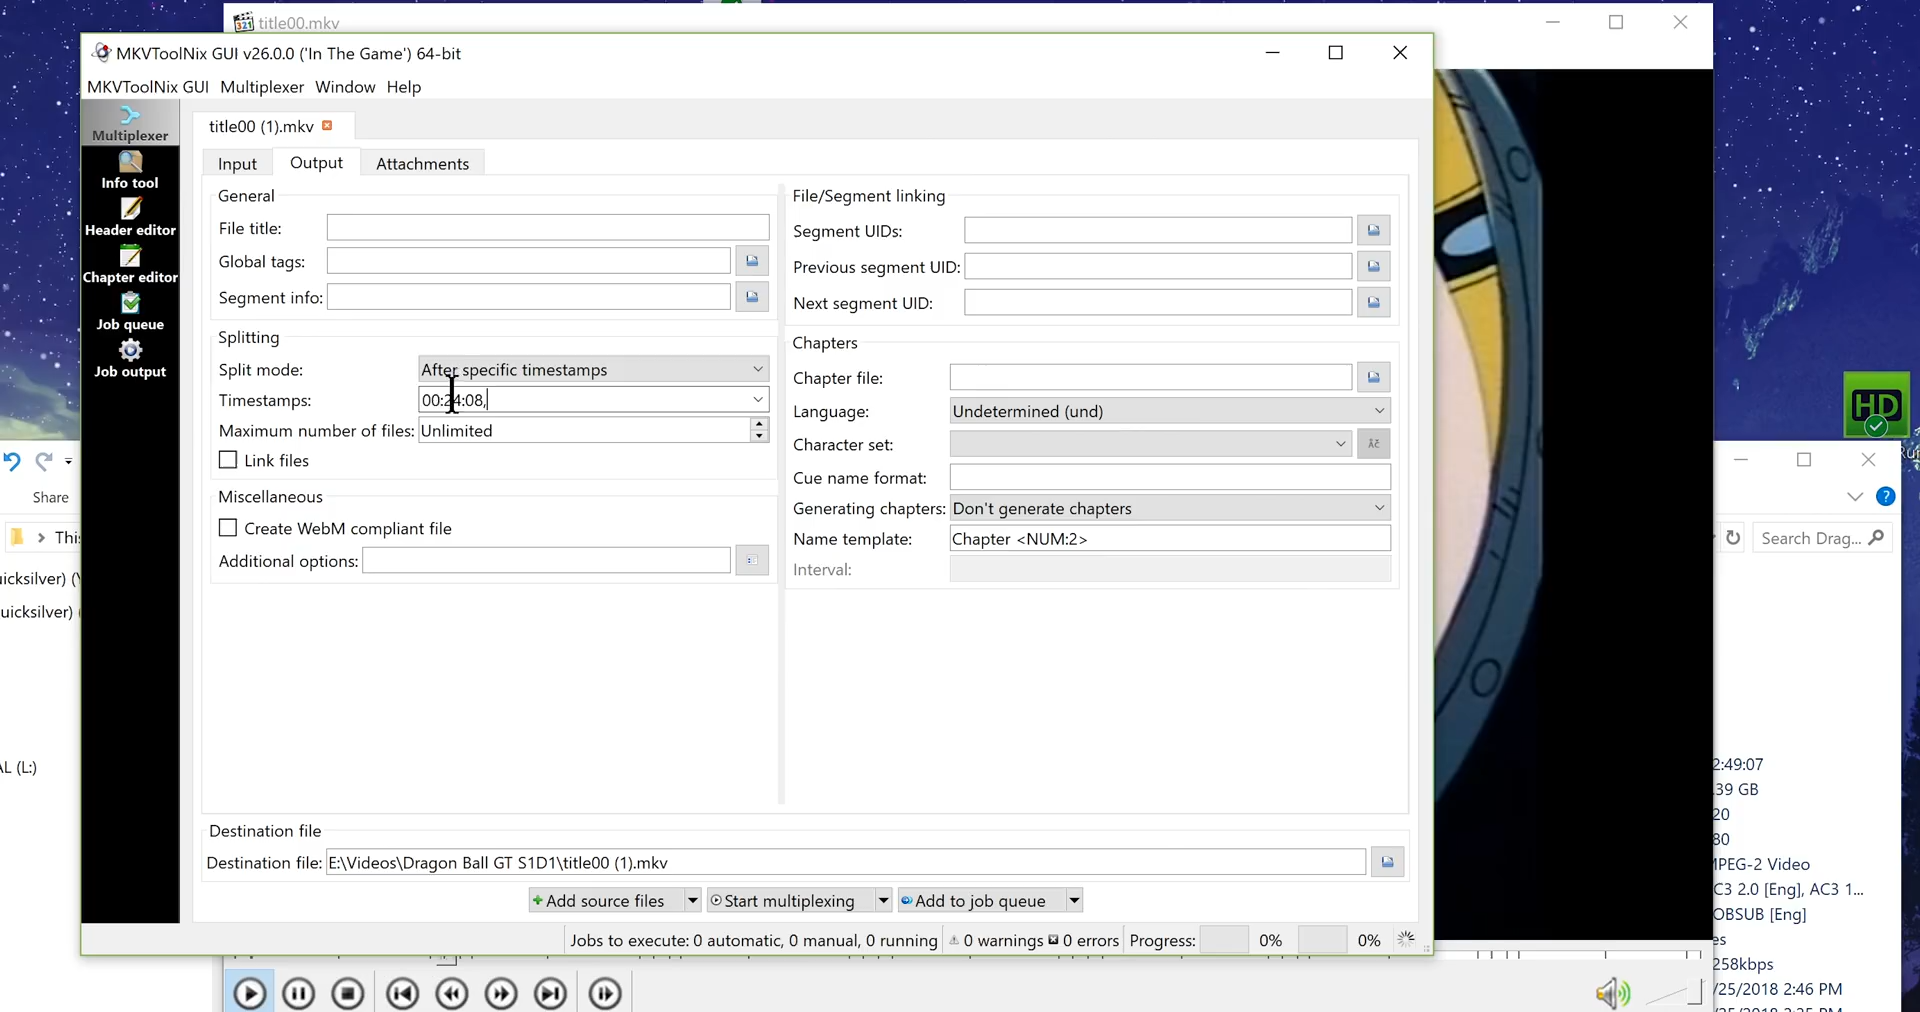 title00.mkv
MKVToolNix GUI v26.0.0 ('In The Game') 64-bit
MKVToolNix GUI Multiplexer Window Help
Multiplexer
Info tool
Header editor
Chapter editor
Job queue
Job output
title00 (1).mkv
Input Output Attachments
General
File title:
Global tags:
Segment info:
Splitting
Split mode: After specific timestamps
Timestamps: 00:24:08,
Maximum number of files: Unlimited
Link files
Miscellaneous
Create WebM compliant file
Additional options:
File/Segment linking
Segment UIDs:
Previous segment UID:
Next segment UID:
Chapters
Chapter file:
Language: Undetermined (und)
Character set:
Cue name format:
Generating chapters: Don't generate chapters
Name template: Chapter <NUM:2>
Interval:
Destination file
Destination file: E:\Videos\Dragon Ball GT S1D1\title00 (1).mkv
Add source files Start multiplexing Add to job queue
Jobs to execute: 0 automatic, 0 manual, 0 running 0 warnings 0 errors Progress: 0% 0%
Share
This
uicksilver) (
uicksilver)
AL (L:)
HD
Search Drag...
2:49:07
.39 GB
20
80
MPEG-2 Video
C3 2.0 [Eng], AC3 1...
OBSUB [Eng]
es
258kbps
/25/2018 2:46 PM